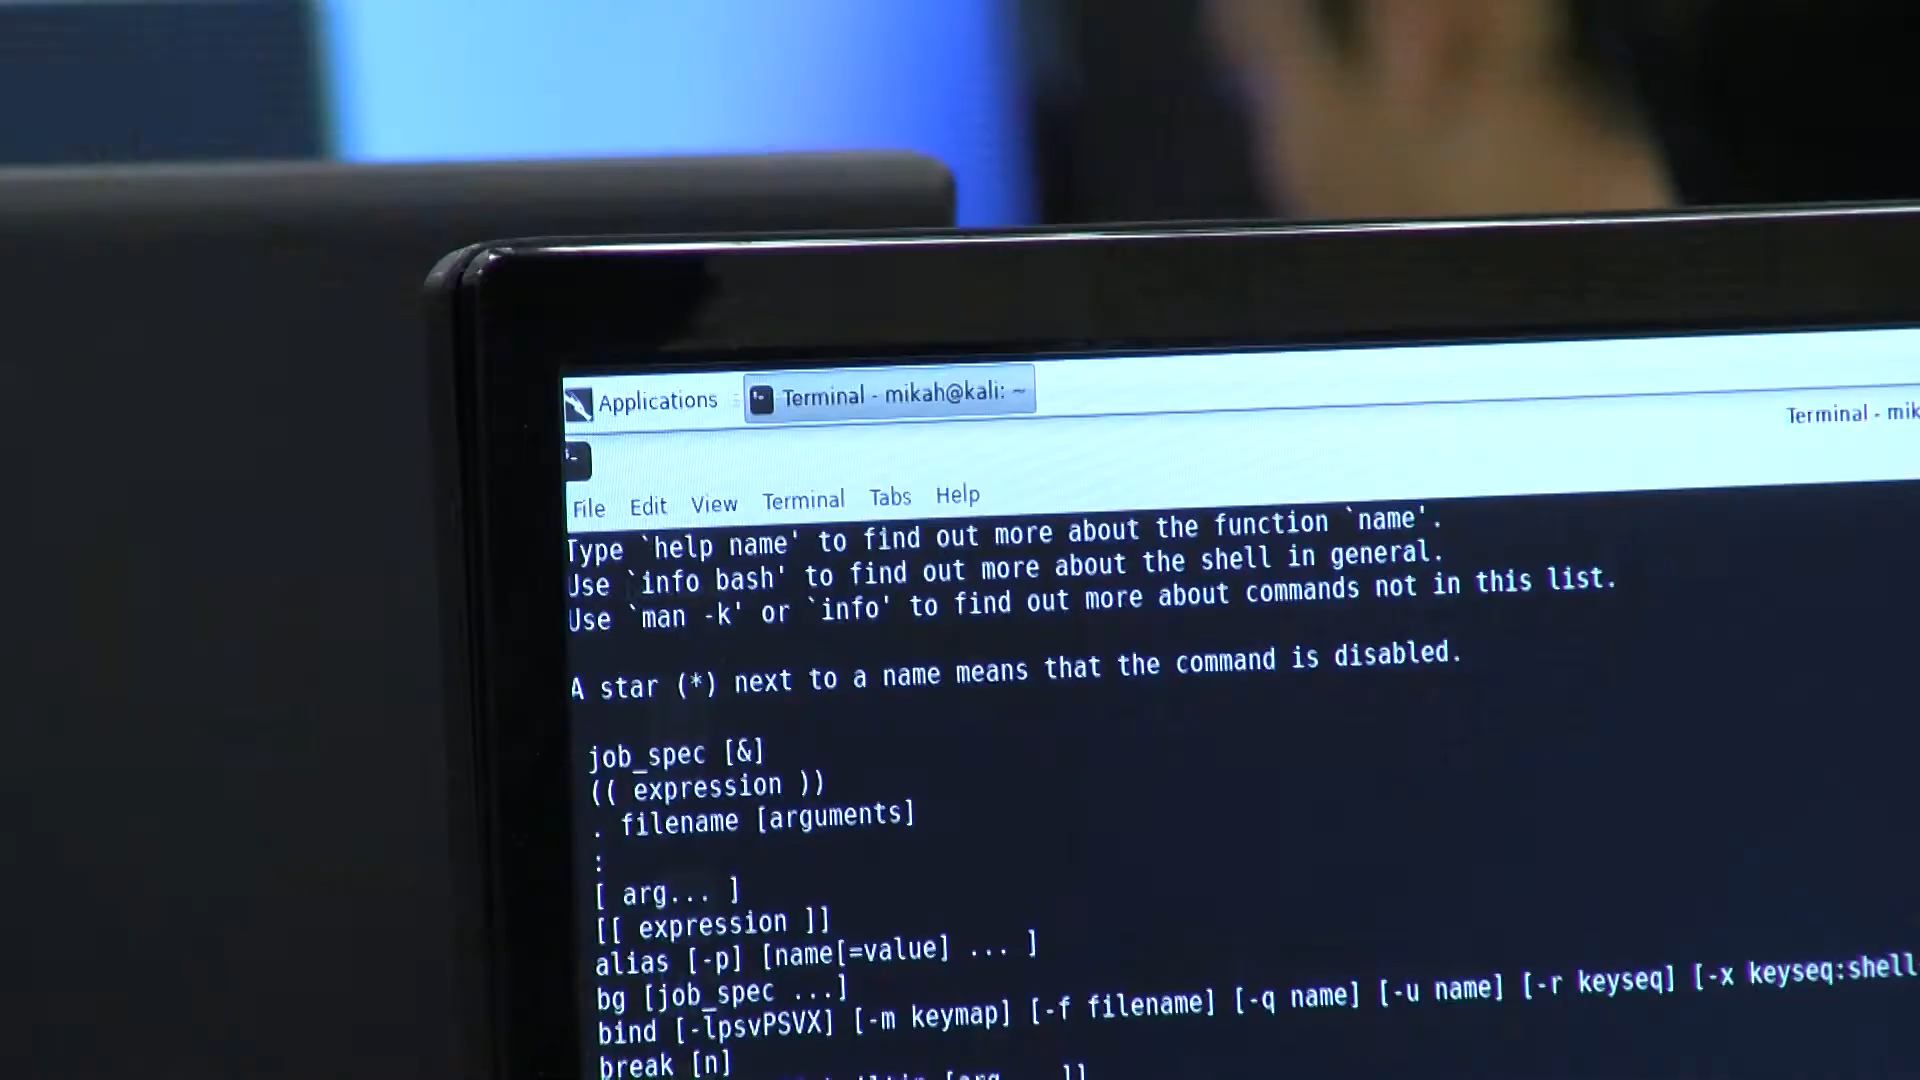 Applications
Terminal - mikah@kali: ~
Terminal - mik
File Edit View Terminal Tabs Help
Type `help name' to find out more about the function `name'.
Use `info bash' to find out more about the shell in general.
Use `man -k' or `info' to find out more about commands not in this list.
A star (*) next to a name means that the command is disabled.
job_spec [&]
(( expression ))
. filename [arguments]
:
[ arg... ]
[[ expression ]]
alias [-p] [name[=value] ... ]
bg [job_spec ...]
bind [-lpsvPSVX] [-m keymap] [-f filename] [-q name] [-u name] [-r keyseq] [-x keyseq:shell
break [n]
[arg ... ]]